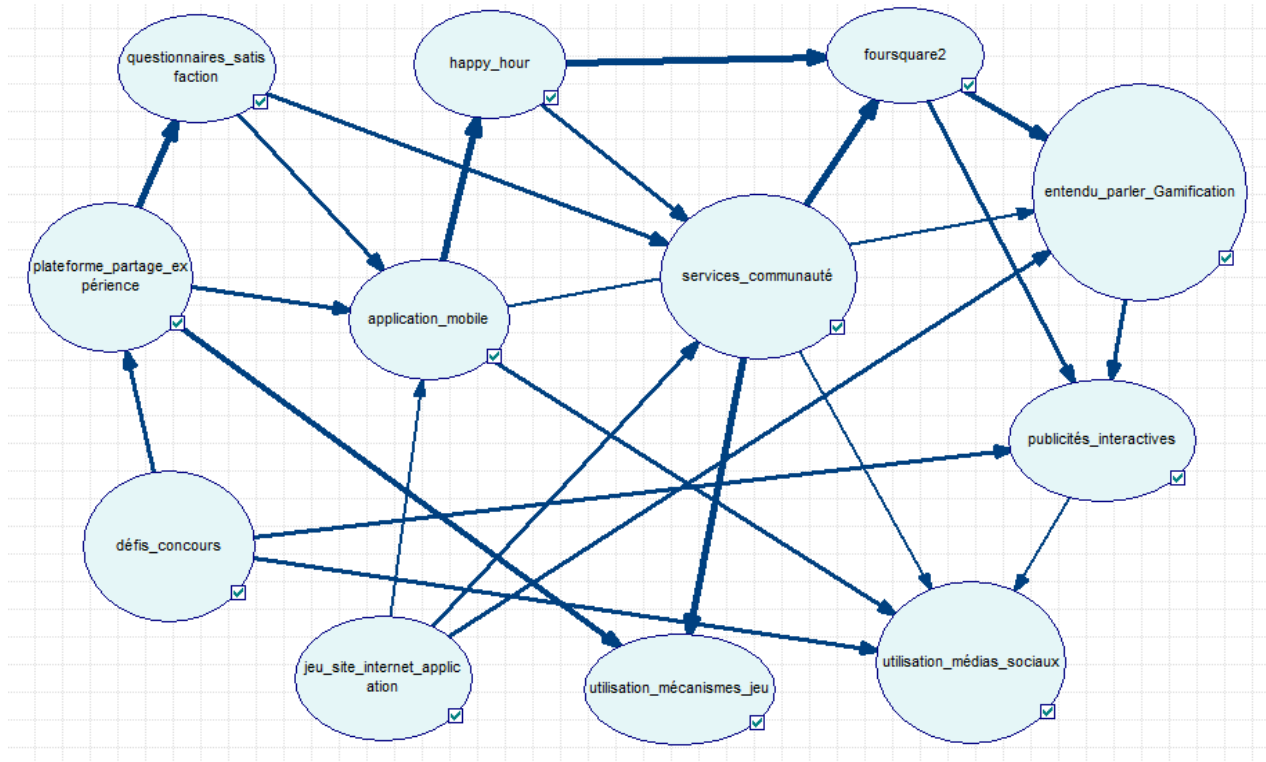 questionnaires_satis
faction
happy_hour
foursquare2
entendu_parler_Gamification
plateforme_partage_ex
périence
application_mobile
services_communauté
publicités_interactives
défis_concours
jeu_site_internet_applic
ation
utilisation_mécanismes_jeu
utilisation_médias_sociaux